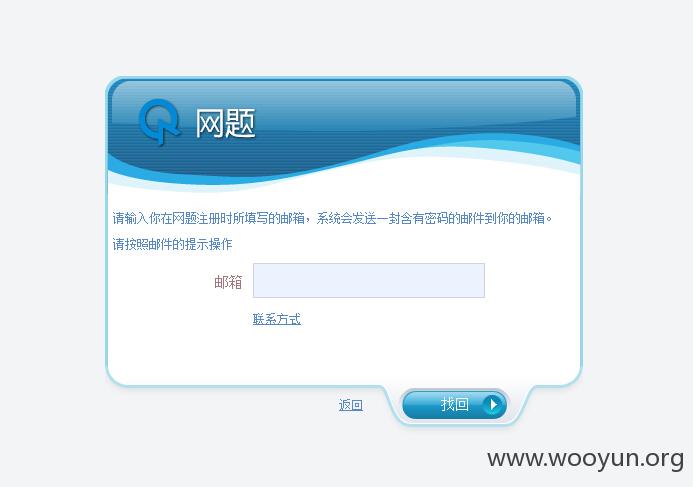 网题
请输入你在网题注册时所填写的邮箱，系统会发送一封含有密码的邮件到你的邮箱。
请按照邮件的提示操作
邮箱
联系方式
返回 找回
www.wooyun.org